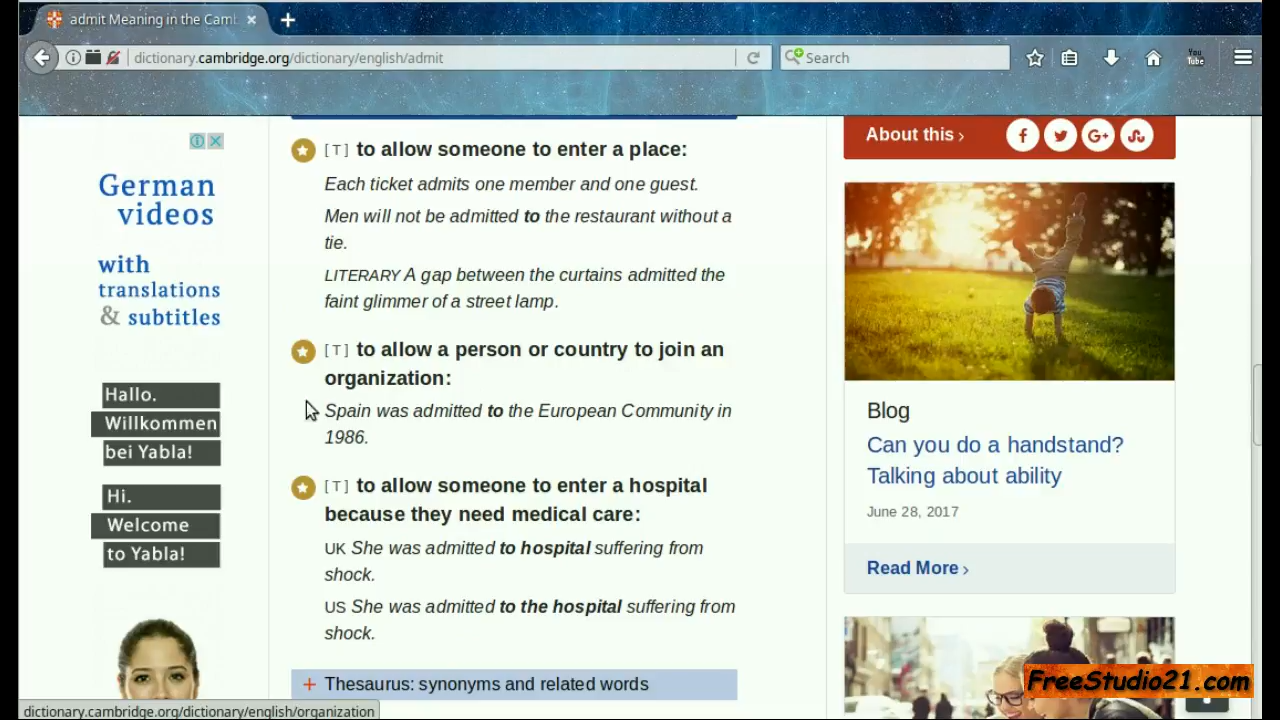 admit Meaning in the Camb
dictionary.cambridge.org/dictionary/english/admit
Search
You
Tube
German
videos
with
translations
& subtitles
Hallo.
Willkommen
bei Yabla!
Hi.
Welcome
to Yabla!
[T] to allow someone to enter a place:
Each ticket admits one member and one guest.
Men will not be admitted to the restaurant without a
tie.
LITERARY A gap between the curtains admitted the
faint glimmer of a street lamp.
[T] to allow a person or country to join an
organization:
Spain was admitted to the European Community in
1986.
[T] to allow someone to enter a hospital
because they need medical care:
UK She was admitted to hospital suffering from
shock.
US She was admitted to the hospital suffering from
shock.
+ Thesaurus: synonyms and related words
About this ›
Blog
Can you do a handstand?
Talking about ability
June 28, 2017
Read More ›
FreeStudio21.com
dictionary.cambridge.org/dictionary/english/organization